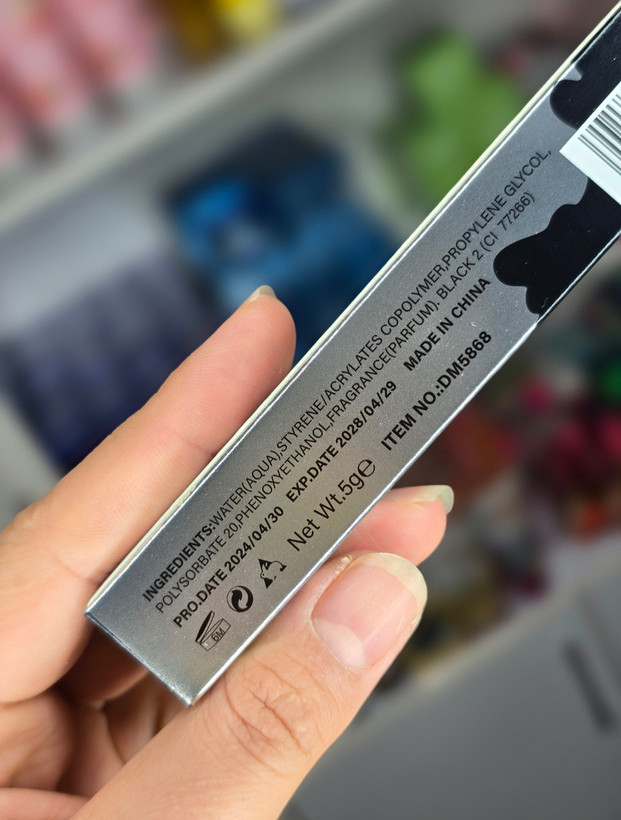 INGREDIENTS:WATER(AQUA),STYRENE/ACRYLATES COPOLYMER,PROPYLENE GLYCOL,
POLYSORBATE 20,PHENOXYETHANOL,FRAGRANCE(PARFUM). BLACK 2 (CI 77266)
PRO.DATE 2024/04/30 EXP.DATE 2028/04/29 MADE IN CHINA
6M Net Wt.5g℮ ITEM NO.:DM5868